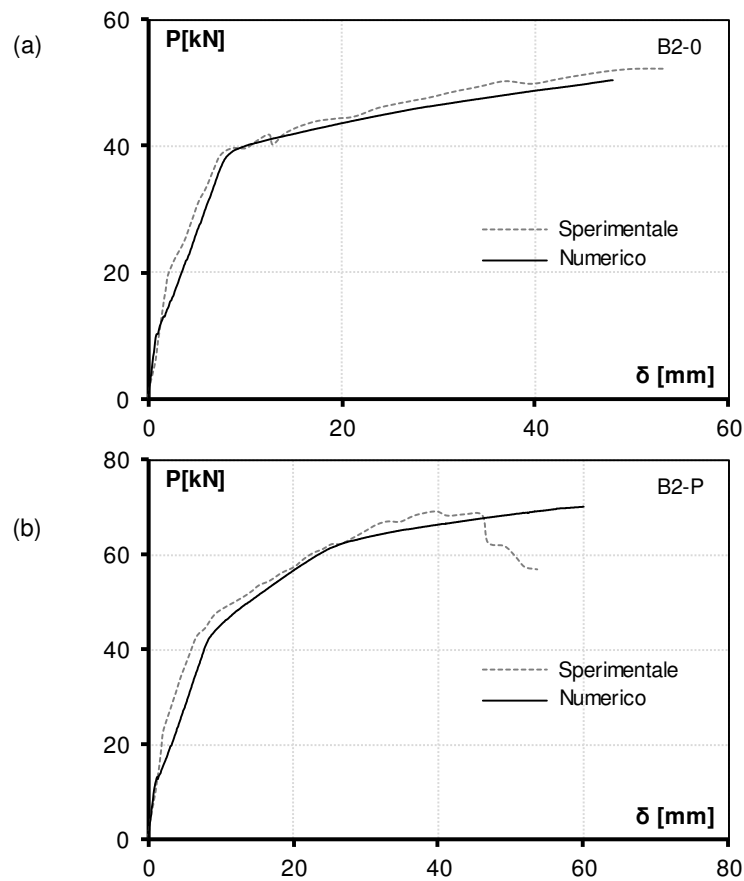 (a)
P[kN]
B2-0
60
40
20
0
Sperimentale
Numerico
δ [mm]
0 20 40 60
(b)
P[kN]
B2-P
80
60
40
20
0
Sperimentale
Numerico
δ [mm]
0 20 40 60 80